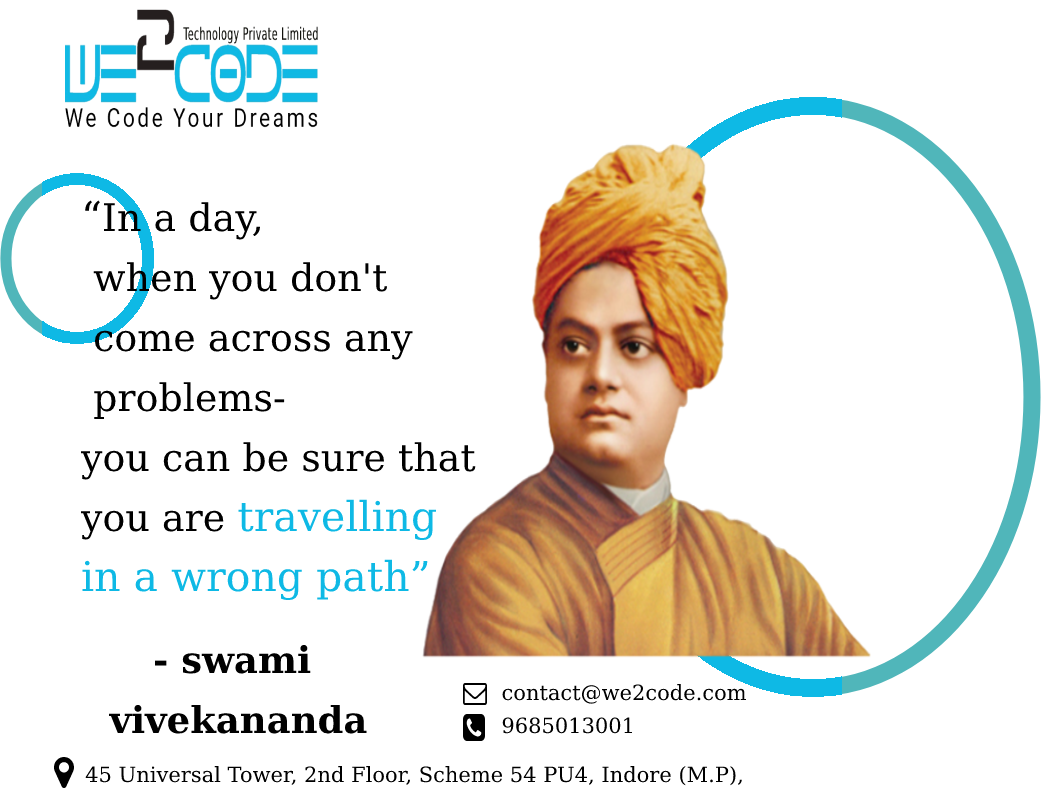 Technology Private Limited
WE2CODE
We Code Your Dreams
“In a day,
when you don't
come across any
problems-
you can be sure that
you are travelling
in a wrong path”
- swami
vivekananda
contact@we2code.com
9685013001
45 Universal Tower, 2nd Floor, Scheme 54 PU4, Indore (M.P),